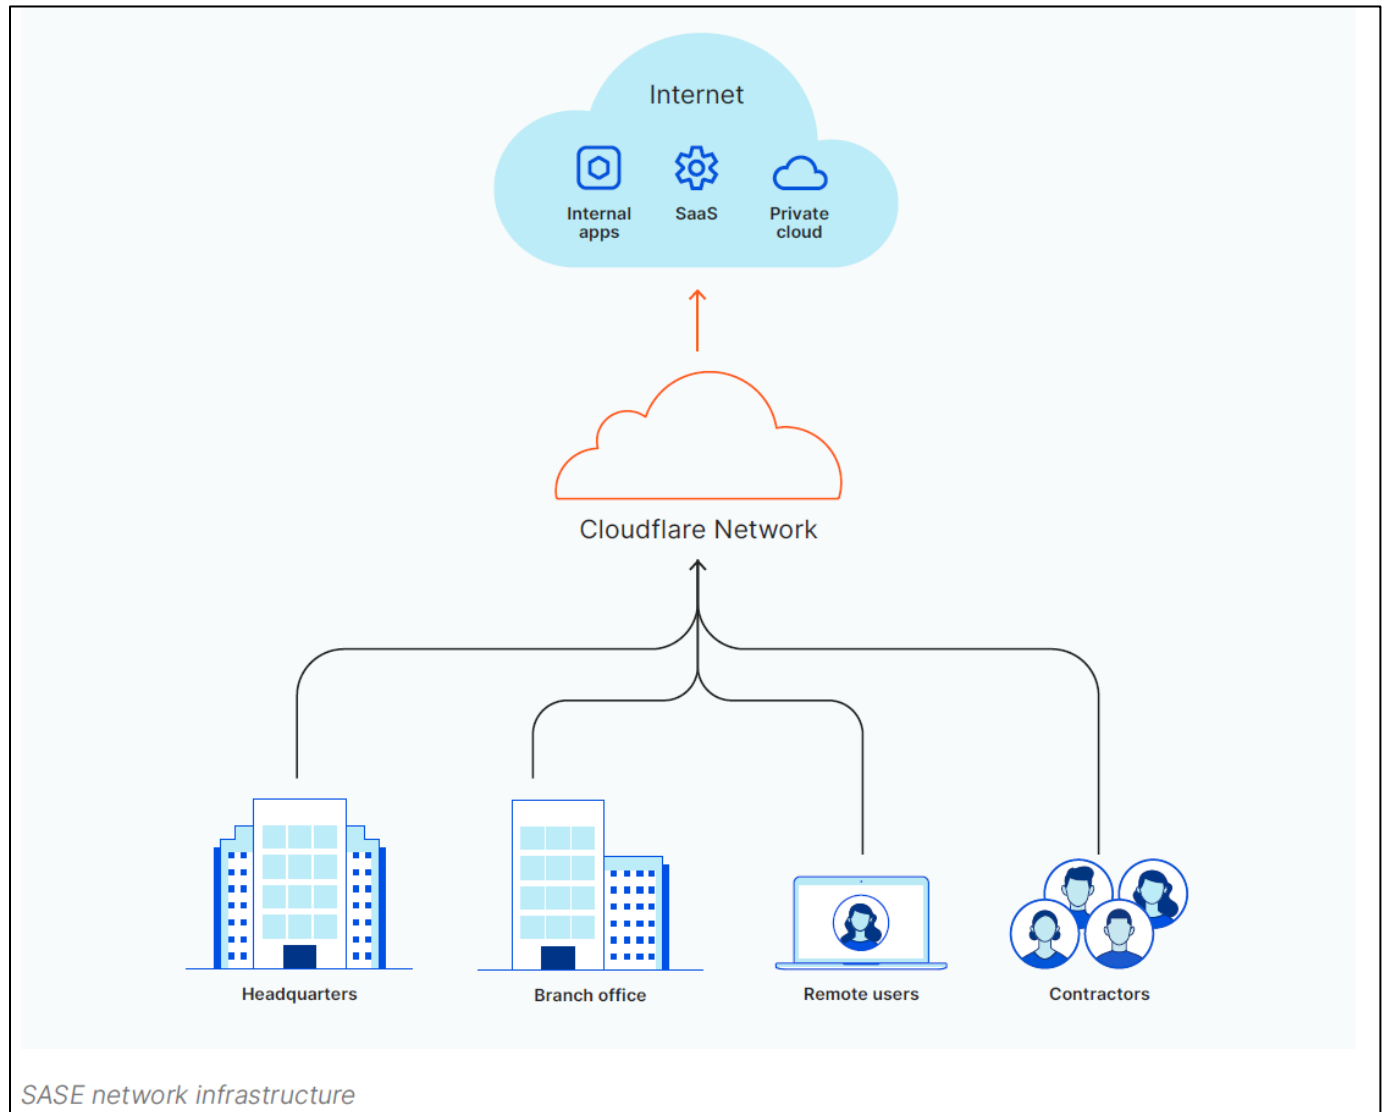 Internet
Internal
apps
SaaS
Private
cloud
Cloudflare Network
Headquarters
Branch office
Remote users
Contractors
SASE network infrastructure